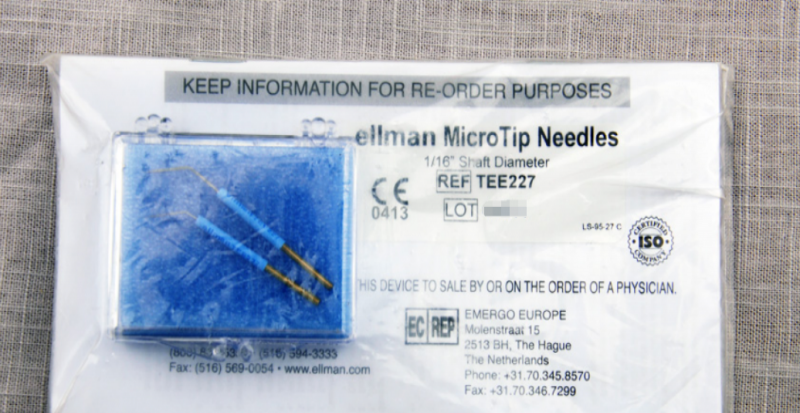 KEEP INFORMATION FOR RE-ORDER PURPOSES
ellman MicroTip Needles
1/16" Shaft Diameter
REF TEE227
CE
0413
LOT
LS-95-27 C
CERTIFIED
ISO
COMPANY
THIS DEVICE TO SALE BY OR ON THE ORDER OF A PHYSICIAN.
EC REP
EMERGO EUROPE
Molenstraat 15
2513 BH, The Hague
The Netherlands
Phone: +31.70.345.8570
Fax: +31.70.346.7299
(516) 594-3333
Fax: (516) 569-0054 • www.ellman.com